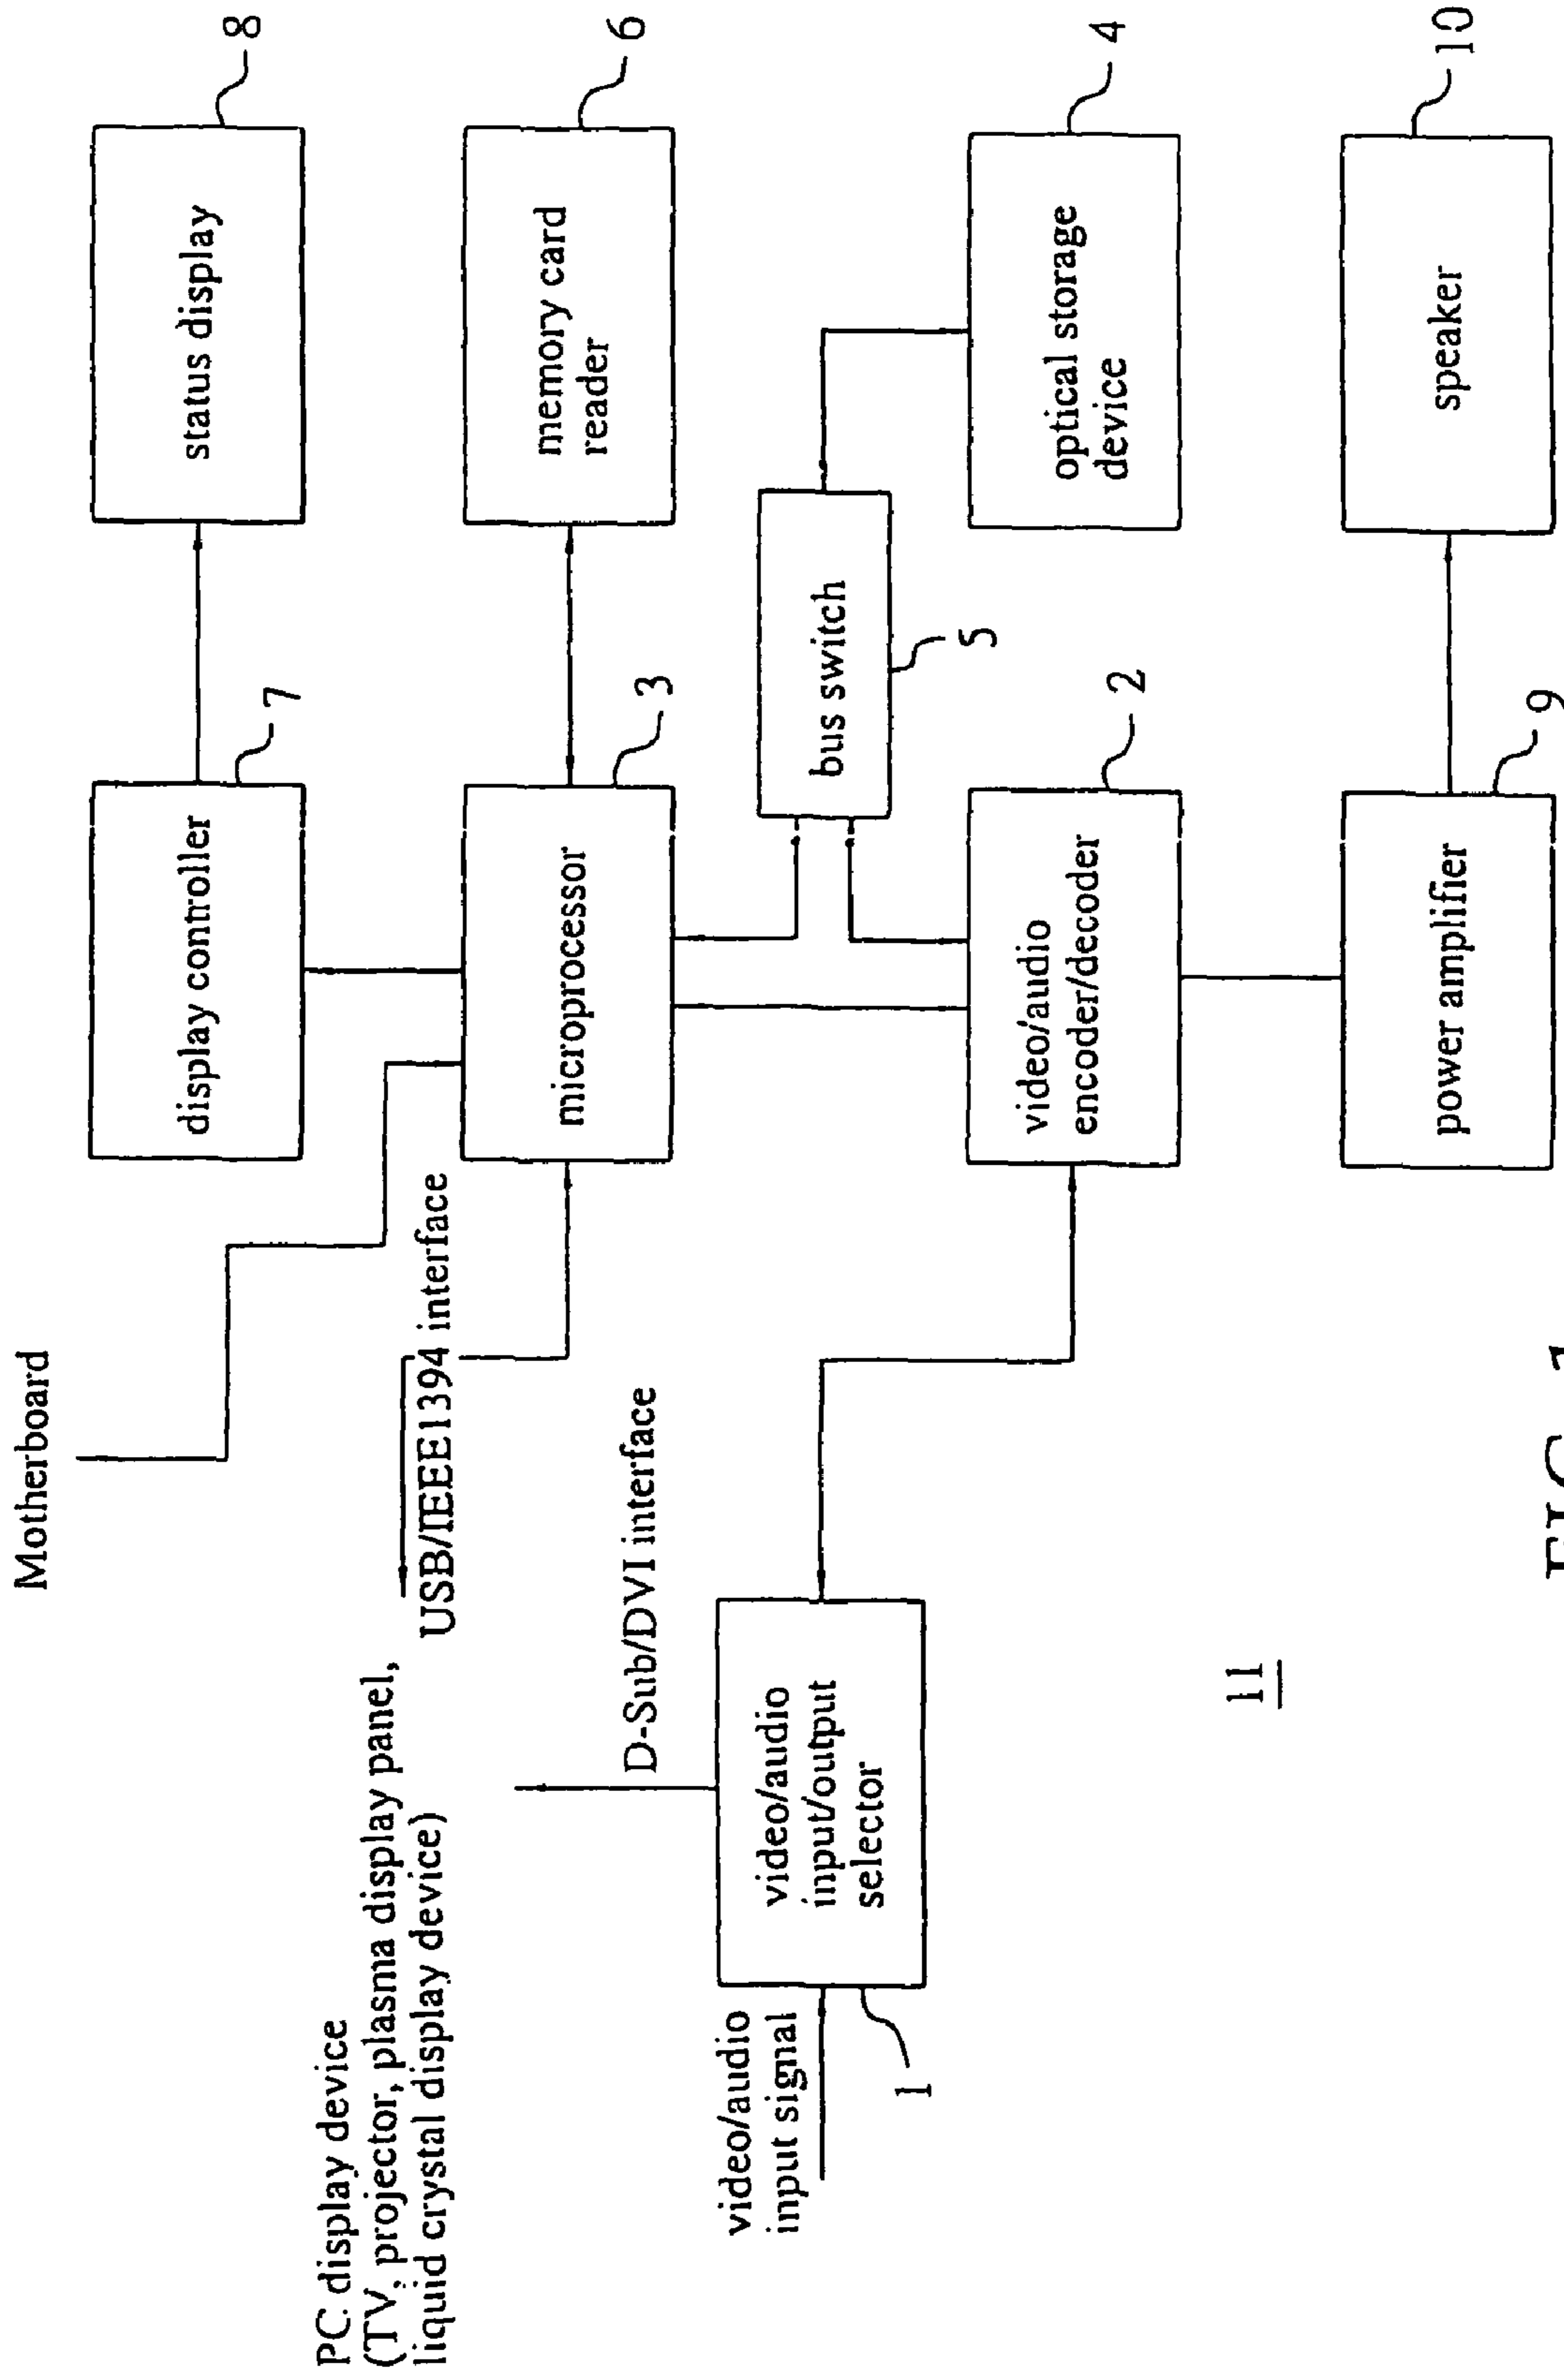 Motherboard
PC display device
(TV, projector, plasma display panel,
liquid crystal display device)
USB/IEEE1394 interface
D-Sub/DVI interface
video/audio
input signal
video/audio
input/output
selector
1
display controller
7
status display
8
microprocessor
3
memory card
reader
6
bus switch
5
video/audio
encoder/decoder
2
optical storage
device
4
power amplifier
9
speaker
10
11